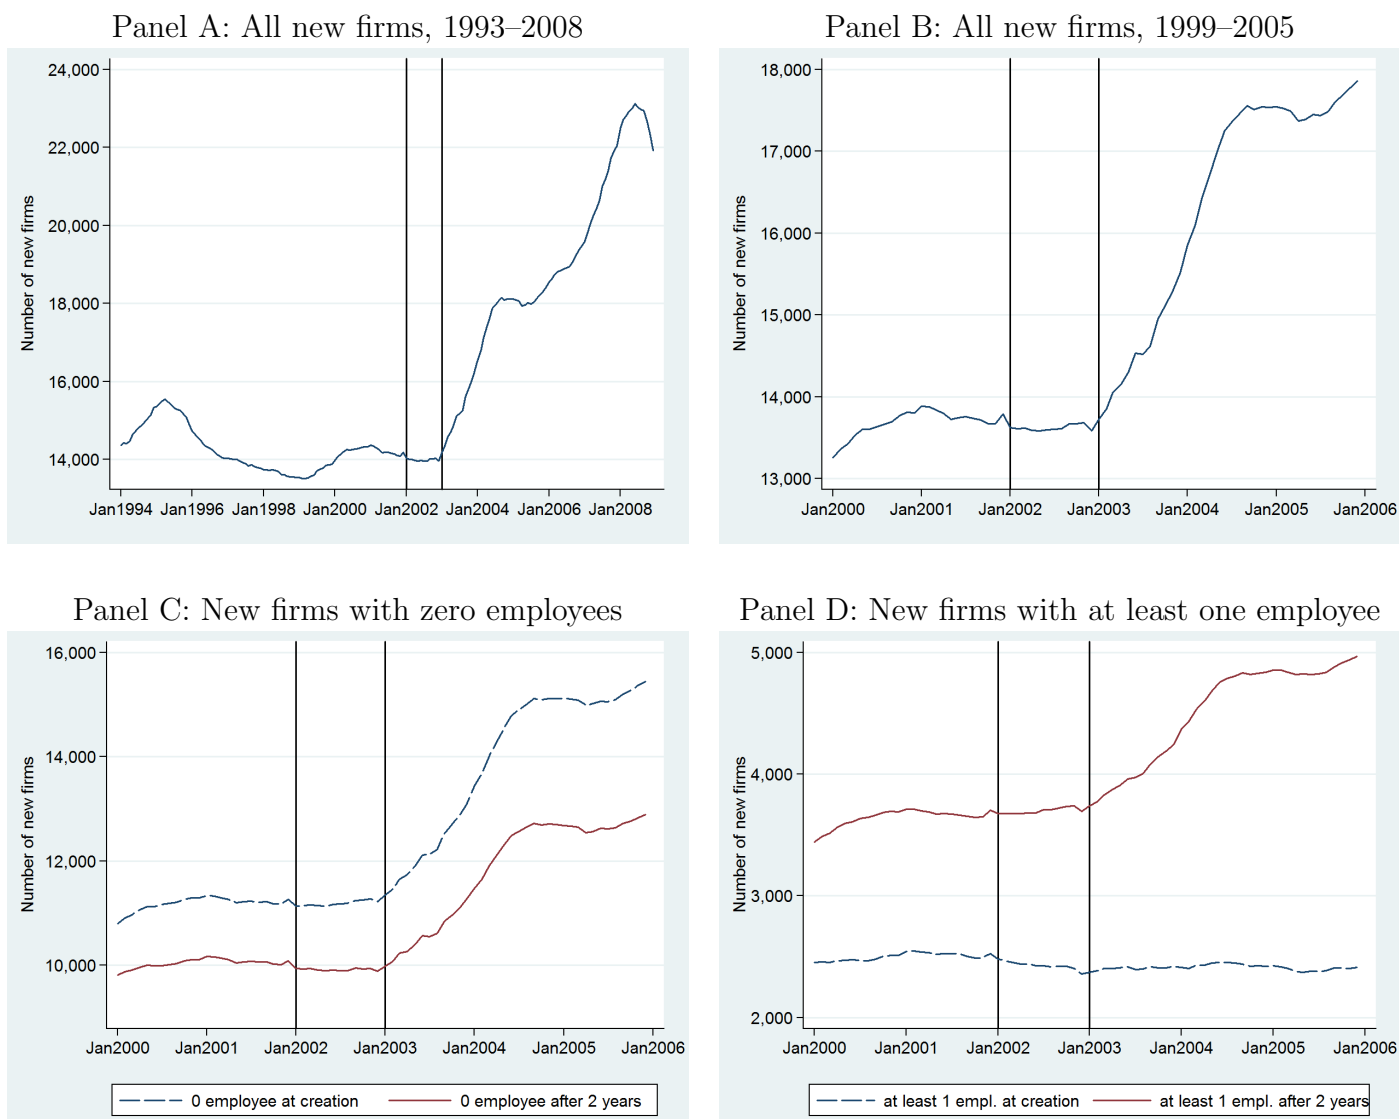 Panel A: All new firms, 1993–2008
Number of new firms
24,000
22,000
20,000
18,000
16,000
14,000
Jan1994 Jan1996 Jan1998 Jan2000 Jan2002 Jan2004 Jan2006 Jan2008
Panel B: All new firms, 1999–2005
Number of new firms
18,000
17,000
16,000
15,000
14,000
13,000
Jan2000 Jan2001 Jan2002 Jan2003 Jan2004 Jan2005 Jan2006
Panel C: New firms with zero employees
Number of new firms
16,000
14,000
12,000
10,000
Jan2000 Jan2001 Jan2002 Jan2003 Jan2004 Jan2005 Jan2006
0 employee at creation 0 employee after 2 years
Panel D: New firms with at least one employee
Number of new firms
5,000
4,000
3,000
2,000
Jan2000 Jan2001 Jan2002 Jan2003 Jan2004 Jan2005 Jan2006
at least 1 empl. at creation at least 1 empl. after 2 years